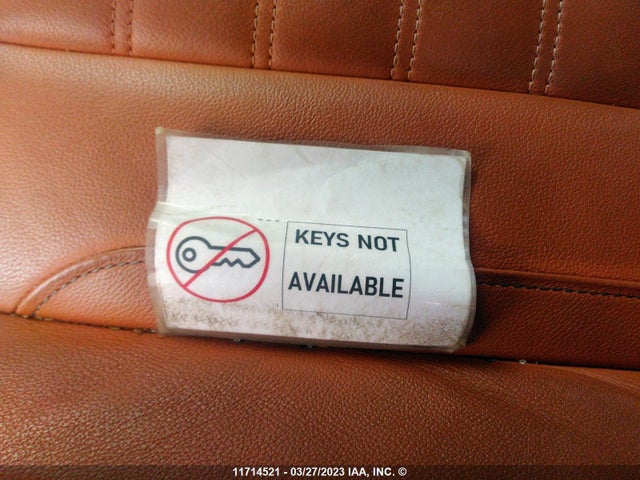 KEYS NOT
AVAILABLE
11714521 - 03/27/2023 IAA, INC. ©